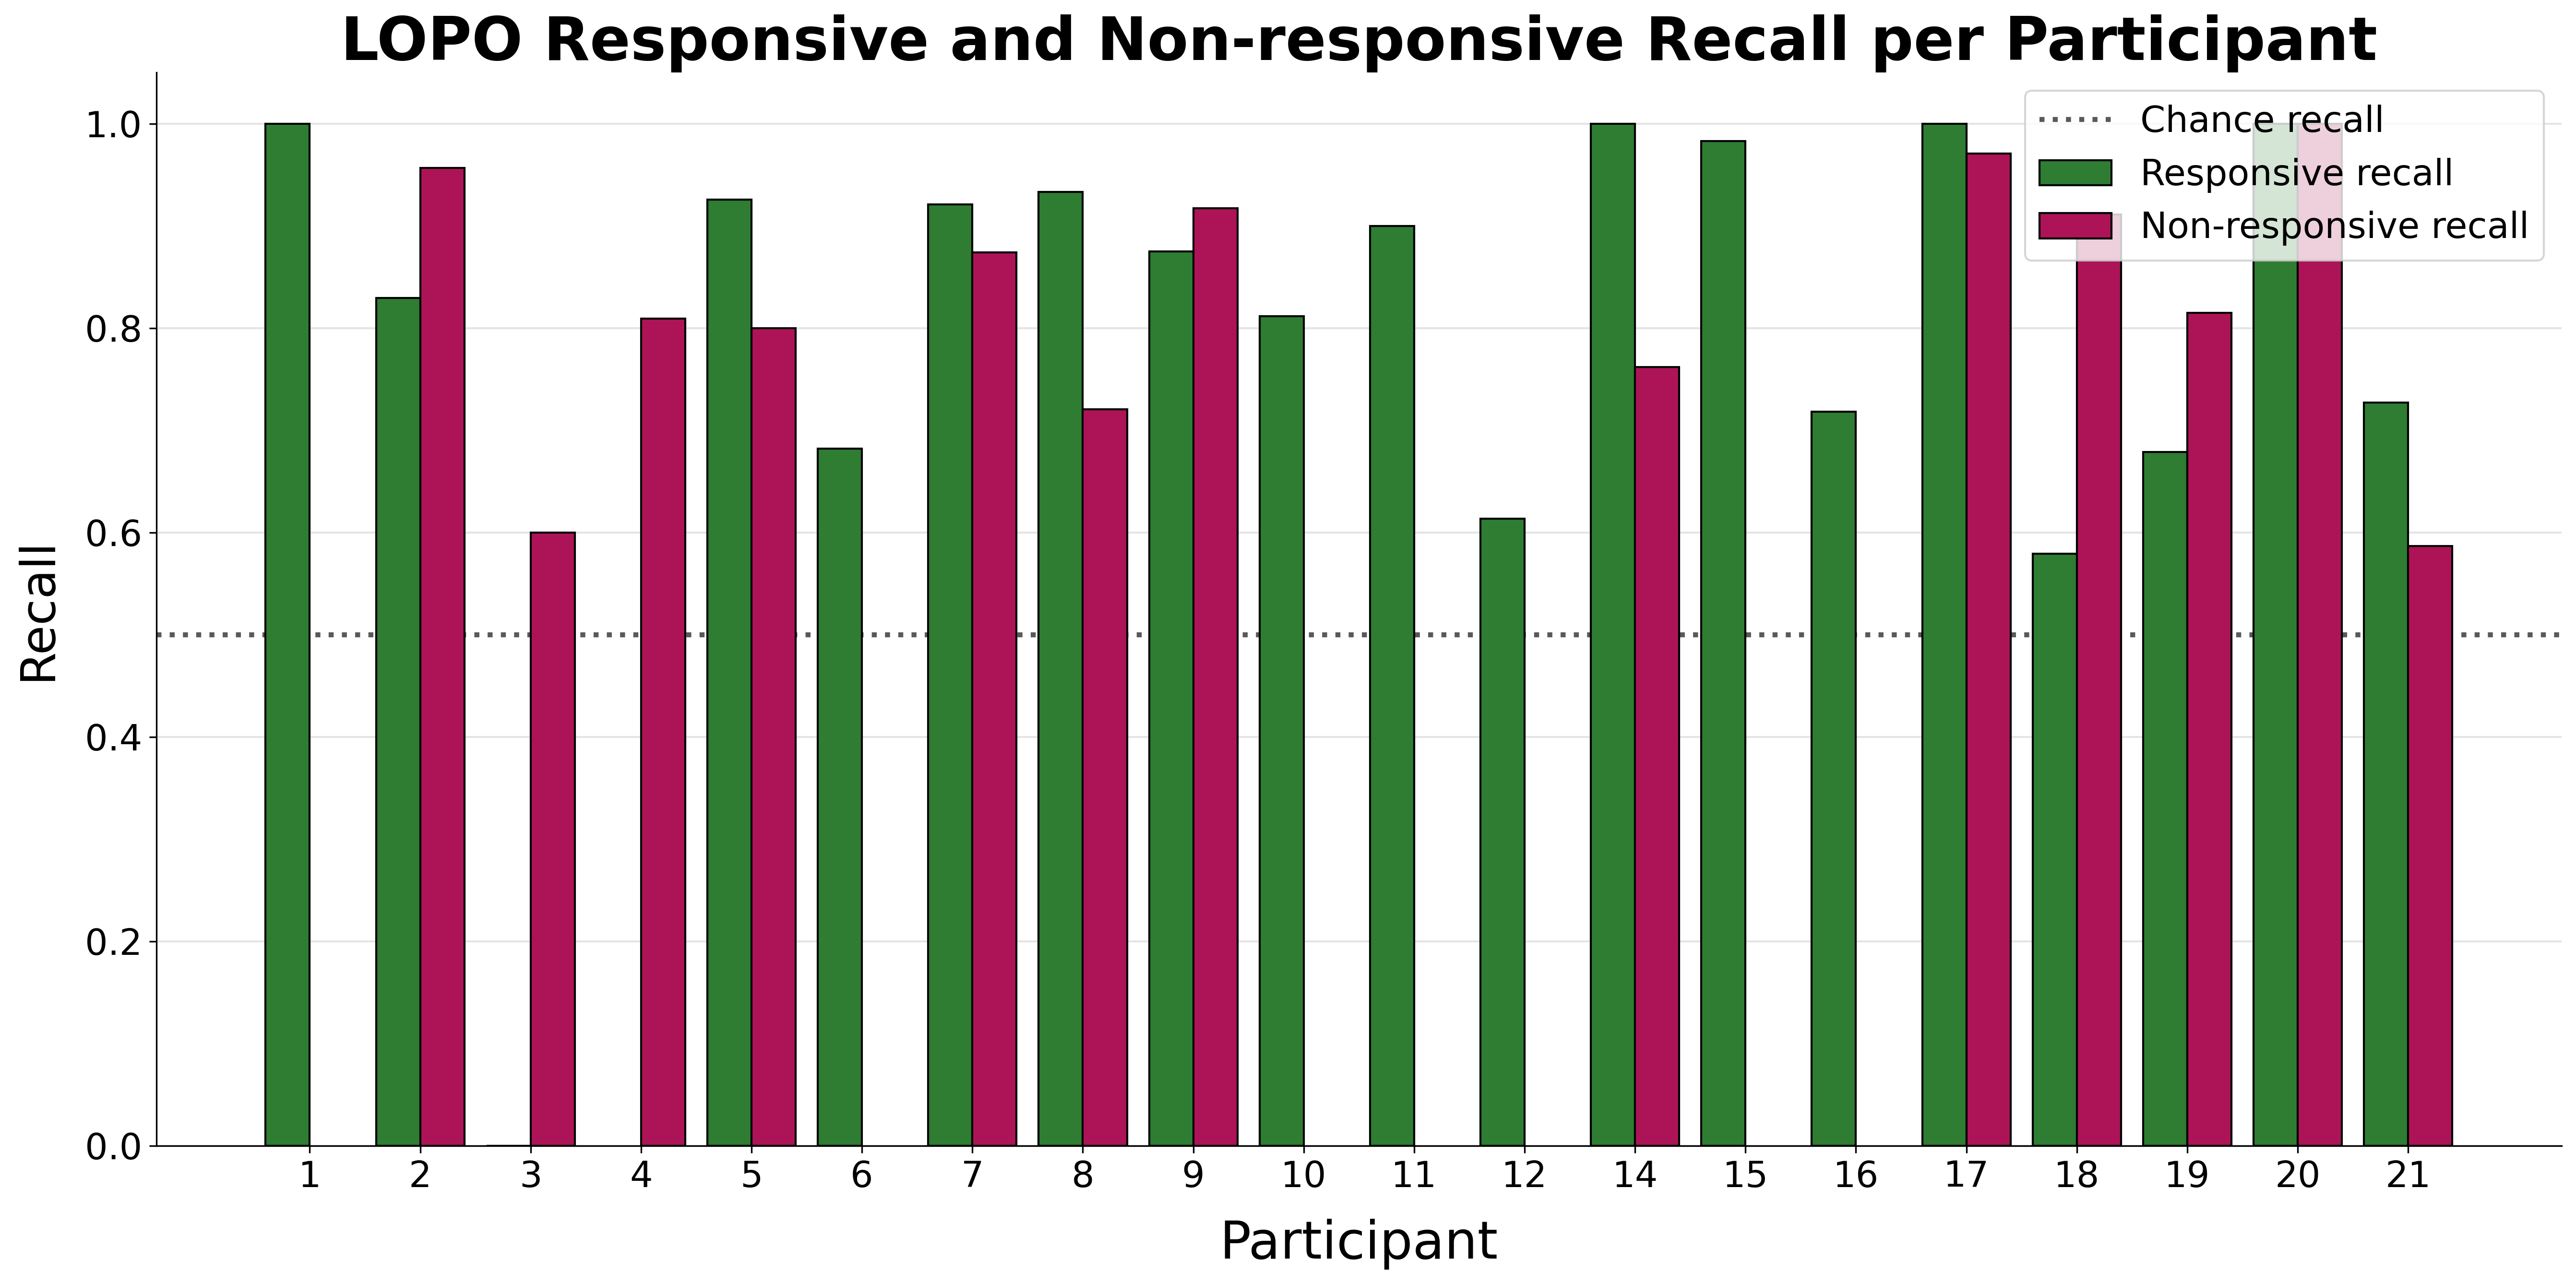 LOPO Responsive and Non-responsive Recall per Participant
Chance recall
Responsive recall
Non-responsive recall
1.0
0.8
0.6
0.4
0.2
0.0
Recall
1 2 3 4 5 6 7 8 9 10 11 12 14 15 16 17 18 19 20 21
Participant